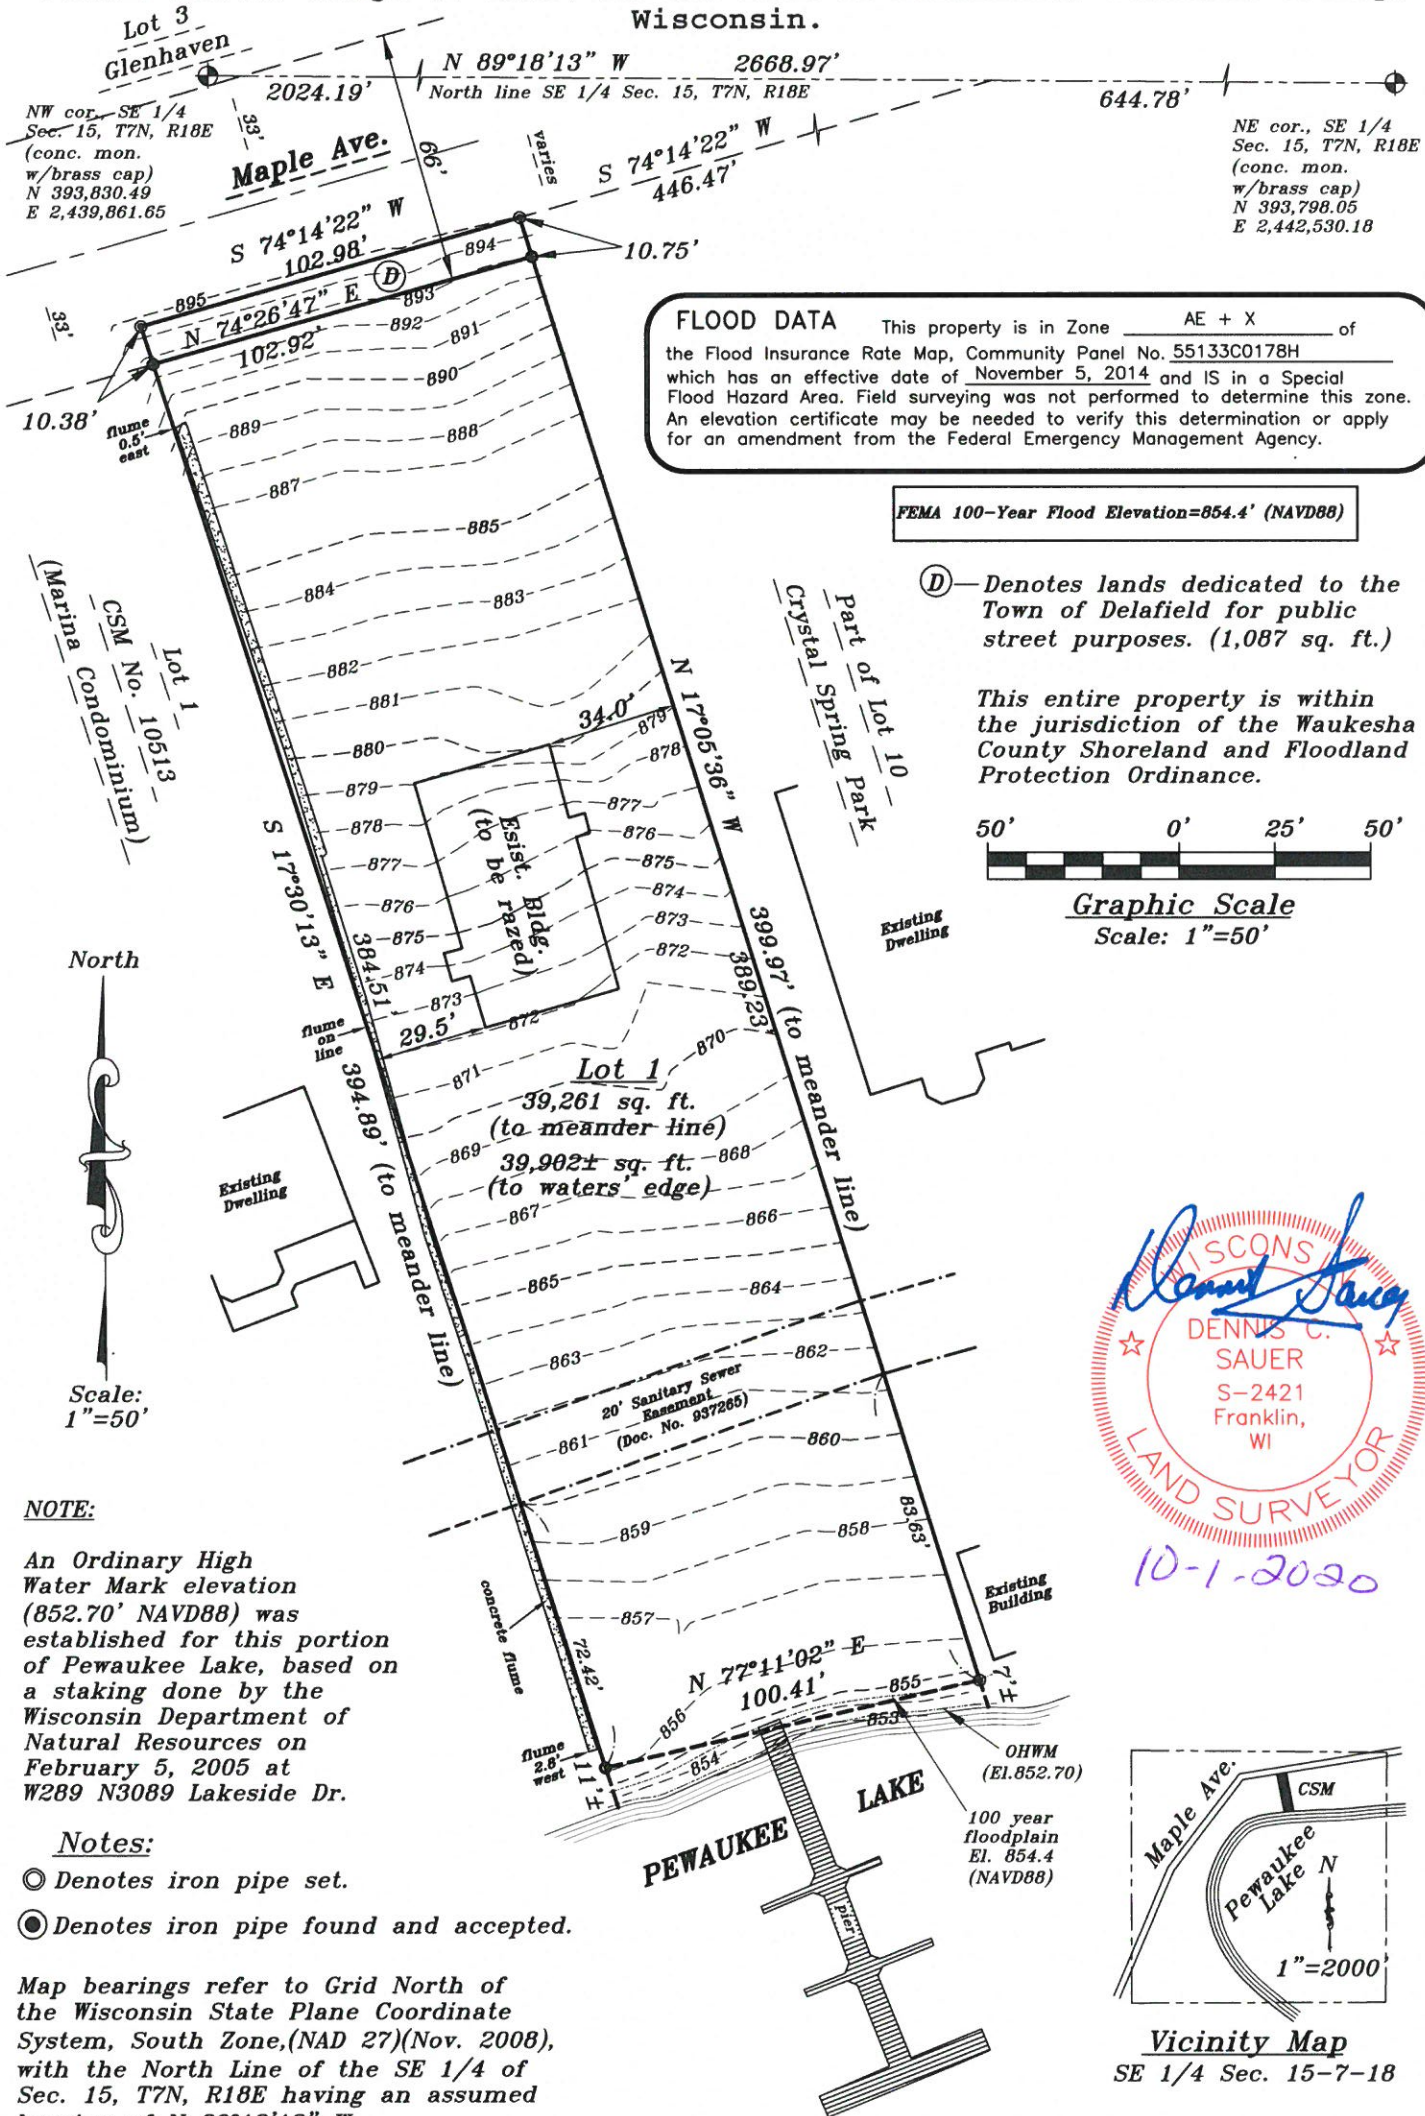 Wisconsin.
Lot 3
Glenhaven
N 89°18'13" W 2668.97'
2024.19'
North line SE 1/4 Sec. 15, T7N, R18E
644.78'
NW cor., SE 1/4
Sec. 15, T7N, R18E
(conc. mon.
w/brass cap)
N 393,830.49
E 2,439,861.65
33'
Maple Ave.
66'
varies
S 74°14'22" W
446.47'
NE cor., SE 1/4
Sec. 15, T7N, R18E
(conc. mon.
w/brass cap)
N 393,798.05
E 2,442,530.18
S 74°14'22" W
102.98'
10.75'
894
895
D
N 74°26'47" E
102.92'
893
892
891
890
33'
10.38'
flume
0.5'
east
889
888
887
885
884
883
882
881
880
879
878
877
876
875
874
873
FLOOD DATA This property is in Zone AE + X of
the Flood Insurance Rate Map, Community Panel No. 55133C0178H
which has an effective date of November 5, 2014 and IS in a Special
Flood Hazard Area. Field surveying was not performed to determine this zone.
An elevation certificate may be needed to verify this determination or apply
for an amendment from the Federal Emergency Management Agency.
FEMA 100-Year Flood Elevation=854.4' (NAVD88)
D — Denotes lands dedicated to the
Town of Delafield for public
street purposes. (1,087 sq. ft.)
This entire property is within
the jurisdiction of the Waukesha
County Shoreland and Floodland
Protection Ordinance.
50' 0' 25' 50'
Graphic Scale
Scale: 1"=50'
Lot 1
CSM No. 10513
(Marina Condominium)
Part of Lot 10
Crystal Spring Park
34.0'
879
878
877
876
875
874
873
872
N 17°05'36" W
399.97' (to meander line)
389.23'
Esist. Bldg.
(to be razed)
S 17°30'13" E
384.51'
394.89' (to meander line)
29.5'
872
flume
on
line
Existing
Dwelling
North
Scale:
1"=50'
Existing
Dwelling
871
870
Lot 1
39,261 sq. ft.
(to meander line)
39,902± sq. ft.
(to waters' edge)
869
868
867
866
865
864
863
862
20' Sanitary Sewer
Easement
(Doc. No. 937265)
861
860
859
858
857
83.63'
72.42'
concrete flume
flume
2.8'
west
Existing
Building
N 77°11'02" E
100.41'
856
855
854
853
7'±
11'±
OHWM
(El.852.70)
100 year
floodplain
El. 854.4
(NAVD88)
PEWAUKEE LAKE
pier
WISCONSIN
DENNIS C.
SAUER
S-2421
Franklin,
WI
LAND SURVEYOR
Dennis Sauer
10-1-2020
NOTE:
An Ordinary High
Water Mark elevation
(852.70' NAVD88) was
established for this portion
of Pewaukee Lake, based on
a staking done by the
Wisconsin Department of
Natural Resources on
February 5, 2005 at
W289 N3089 Lakeside Dr.
Notes:
Denotes iron pipe set.
Denotes iron pipe found and accepted.
Map bearings refer to Grid North of
the Wisconsin State Plane Coordinate
System, South Zone,(NAD 27)(Nov. 2008),
with the North Line of the SE 1/4 of
Sec. 15, T7N, R18E having an assumed
Maple Ave.
CSM
Pewaukee
Lake
N
1"=2000'
Vicinity Map
SE 1/4 Sec. 15-7-18